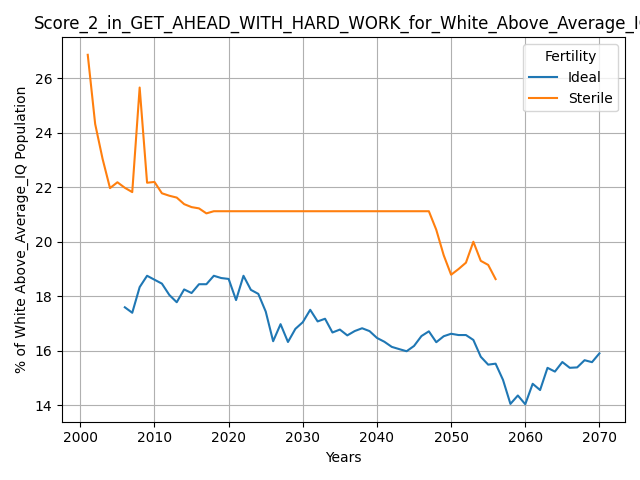 Score_2_in_GET_AHEAD_WITH_HARD_WORK_for_White_Above_Average_I
Fertility
Ideal
Sterile
% of White Above_Average_IQ Population
26
24
22
20
18
16
14
2000 2010 2020 2030 2040 2050 2060 2070
Years